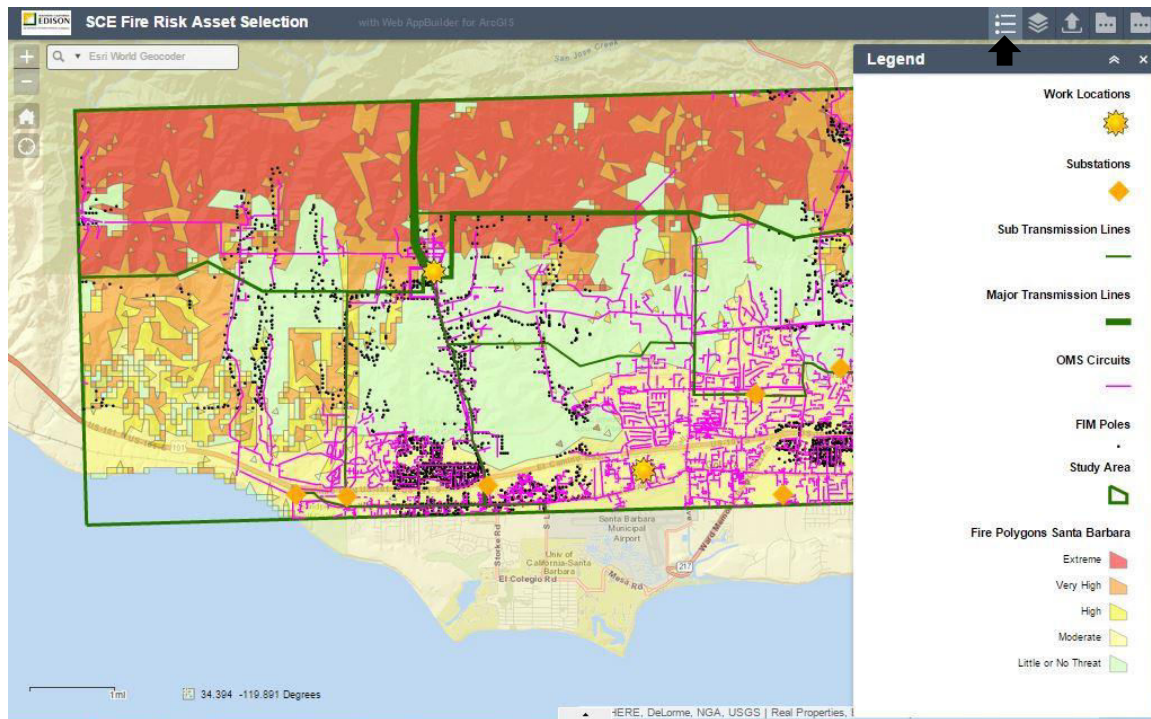 EDISON
SCE Fire Risk Asset Selection
with Web AppBuilder for ArcGIS
Esri World Geocoder
San Jose Creek
Legend
Work Locations
Substations
Sub Transmission Lines
Major Transmission Lines
OMS Circuits
FIM Poles
Study Area
Fire Polygons Santa Barbara
Extreme
Very High
High
Moderate
Little or No Threat
101
El
Storke Rd
Santa Barbara
Municipal
Airport
Univ of
California-Santa
Barbara
El Colegio Rd
Mesa Rd
217
1mi
34.394 -119.891 Degrees
HERE, DeLorme, NGA, USGS | Real Properties,